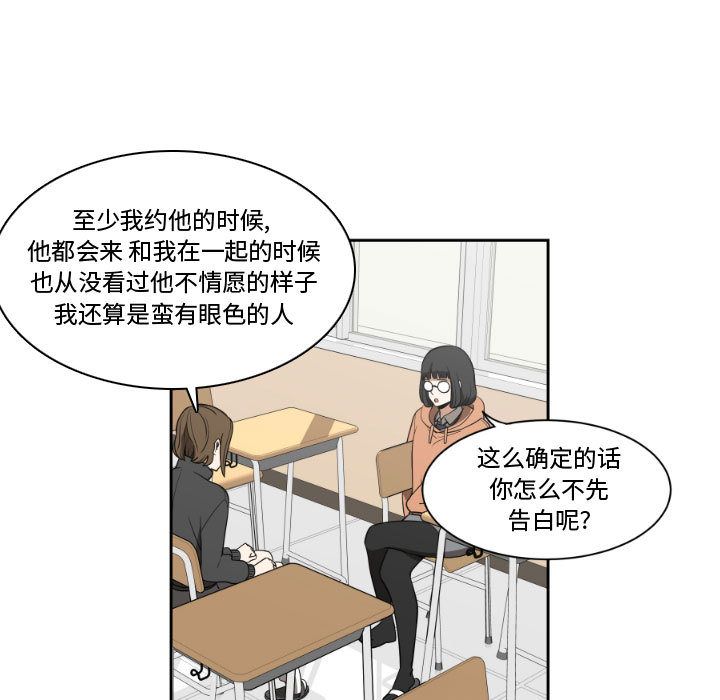 至少我约他的时候,
他都会来 和我在一起的时候
也从没看过他不情愿的样子
我还算是蛮有眼色的人
这么确定的话
你怎么不先
告白呢?